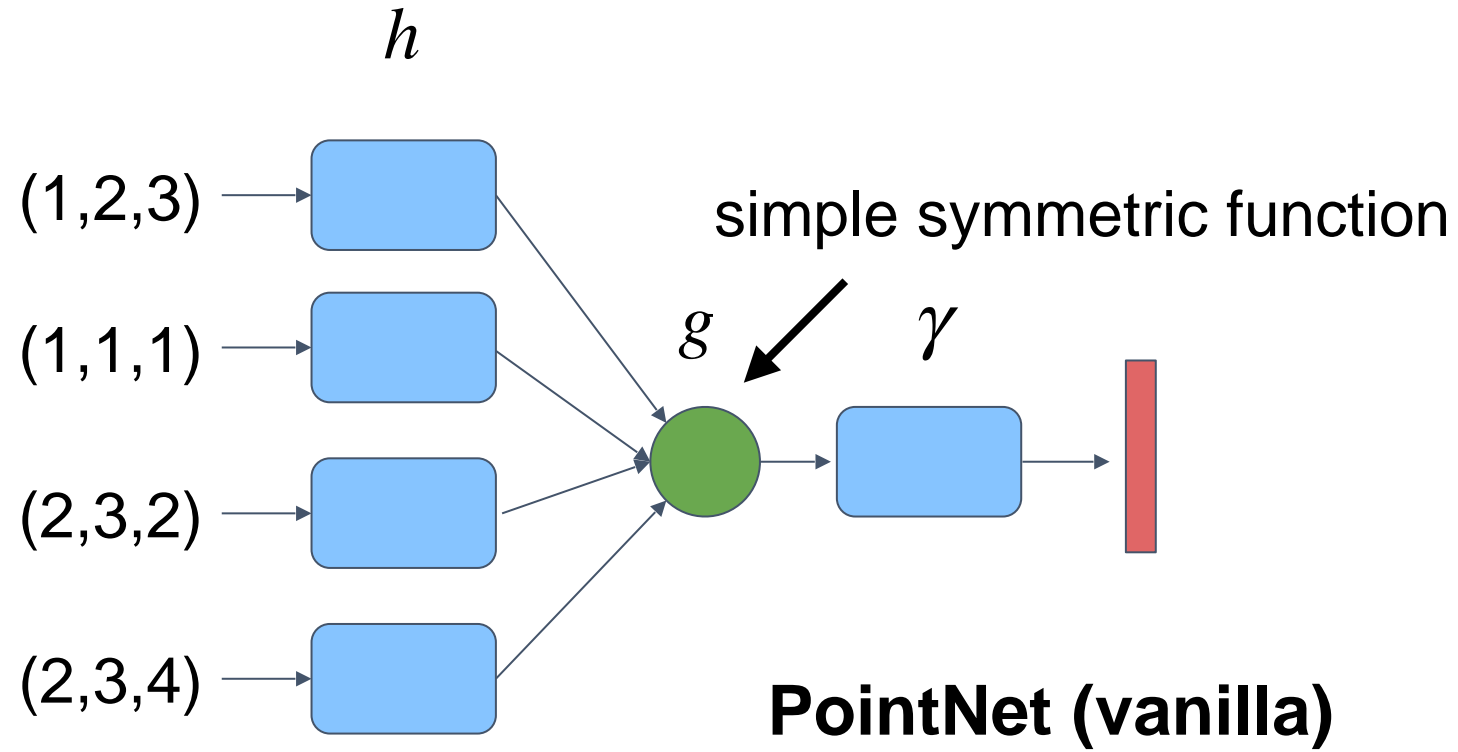 h
(1,2,3)
simple symmetric function
(1,1,1)
g
γ
(2,3,2)
(2,3,4)
PointNet (vanilla)